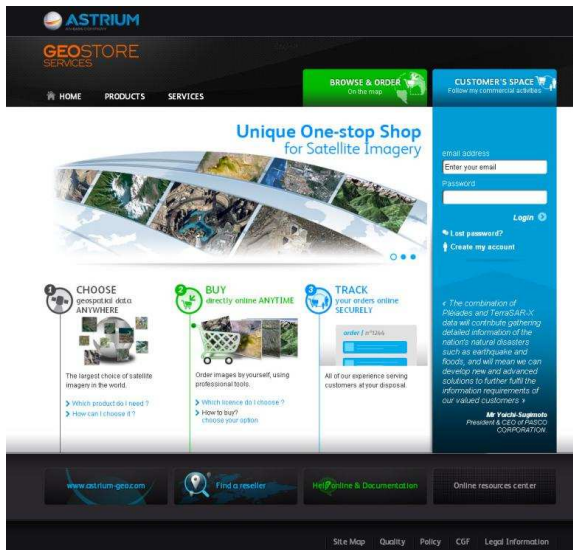 ASTRIUM
GEOSTORE
SERVICES
HOME PRODUCTS SERVICES
BROWSE & ORDER
On the map
CUSTOMER'S SPACE
Follow my commercial activities
Unique One-stop Shop
for Satellite Imagery
email address
Enter your email
Password
Login
Lost password?
Create my account
1 CHOOSE
geospatial data
ANYWHERE
The largest choice of satellite
imagery in the world.
Which product do I need ?
How can I choose it ?
2 BUY
directly online ANYTIME
Order images by yourself, using
professional tools.
Which licence do I choose ?
How to buy?
choose your option
3 TRACK
your orders online
SECURELY
order / n°1264
All of our experience serving
customers at your disposal.
« The combination of
Pléiades and TerraSAR-X
data will contribute gathering
detailed information of the
nation's natural disasters
such as earthquake and
floods, and will mean we can
develop new and advanced
solutions to further fulfil the
information requirements of
our valued customers »
Mr Yoichi-Sugimoto
President & CEO of PASCO
CORPORATION.
www.astrium-geo.com
Find a reseller
Help online & Documentation
Online resources center
Site Map Quality Policy CGF Legal Information